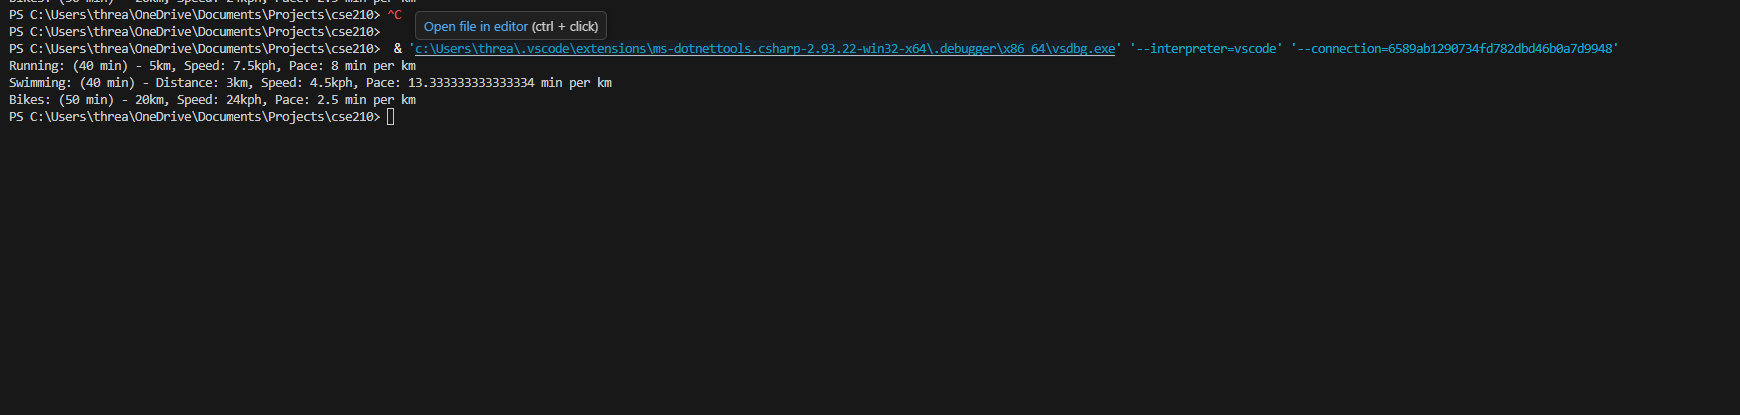 Bikes: (50 min) - 20km, Speed: 24kph, Pace: 2.5 min per km
PS C:\Users\threa\OneDrive\Documents\Projects\cse210> ^C
Open file in editor (ctrl + click)
PS C:\Users\threa\OneDrive\Documents\Projects\cse210>
PS C:\Users\threa\OneDrive\Documents\Projects\cse210>  & 'c:\Users\threa\.vscode\extensions\ms-dotnettools.csharp-2.93.22-win32-x64\.debugger\x86_64\vsdbg.exe' '--interpreter=vscode' '--connection=6589ab1290734fd782dbd46b0a7d9948'
Running: (40 min) - 5km, Speed: 7.5kph, Pace: 8 min per km
Swimming: (40 min) - Distance: 3km, Speed: 4.5kph, Pace: 13.333333333333334 min per km
Bikes: (50 min) - 20km, Speed: 24kph, Pace: 2.5 min per km
PS C:\Users\threa\OneDrive\Documents\Projects\cse210>